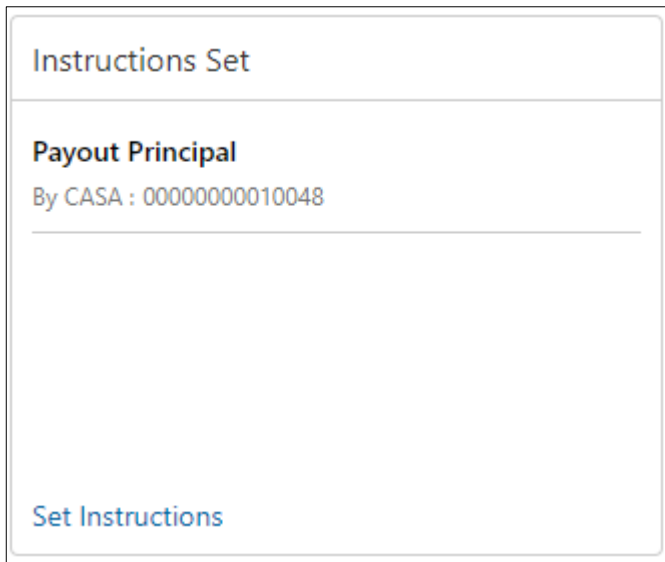 Instructions Set
Payout Principal
By CASA : 00000000010048
Set Instructions